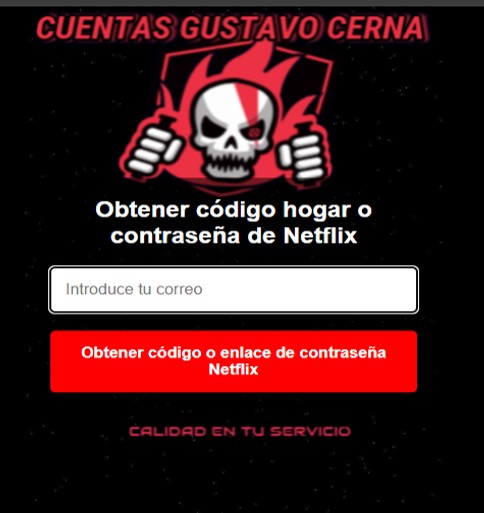 CUENTAS GUSTAVO CERNA
Obtener código hogar o
contraseña de Netflix
Introduce tu correo
Obtener código o enlace de contraseña
Netflix
CALIDAD EN TU SERVICIO